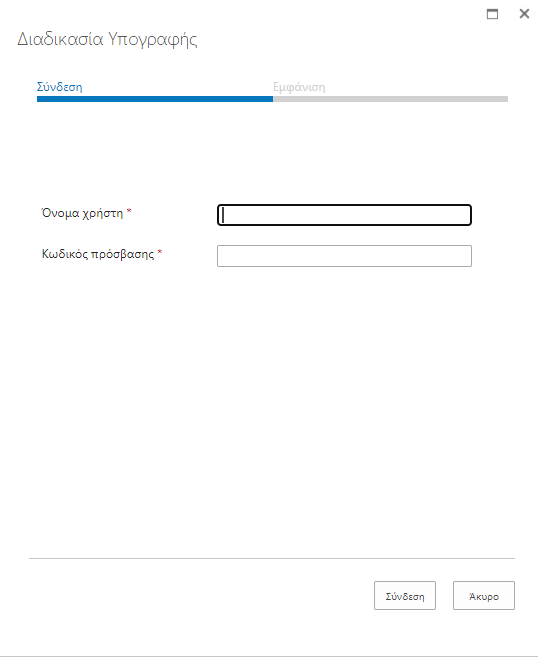 Διαδικασία Υπογραφής
Σύνδεση Εμφάνιση
Όνομα χρήστη *
Κωδικός πρόσβασης *
Σύνδεση Άκυρο